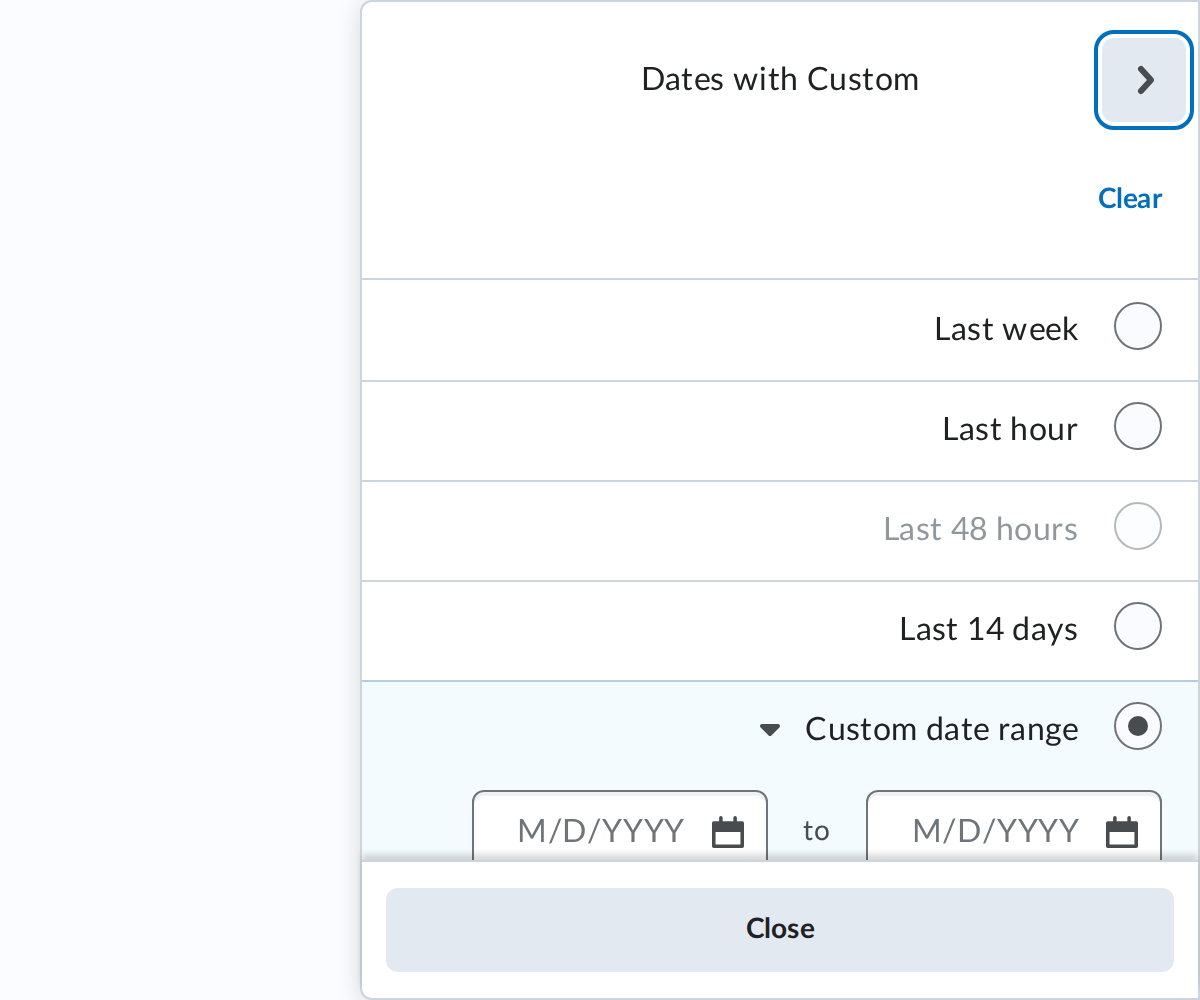 Dates with Custom
Clear
Last week
Last hour
Last 48 hours
Last 14 days
Custom date range
M/D/YYYY to M/D/YYYY
Close